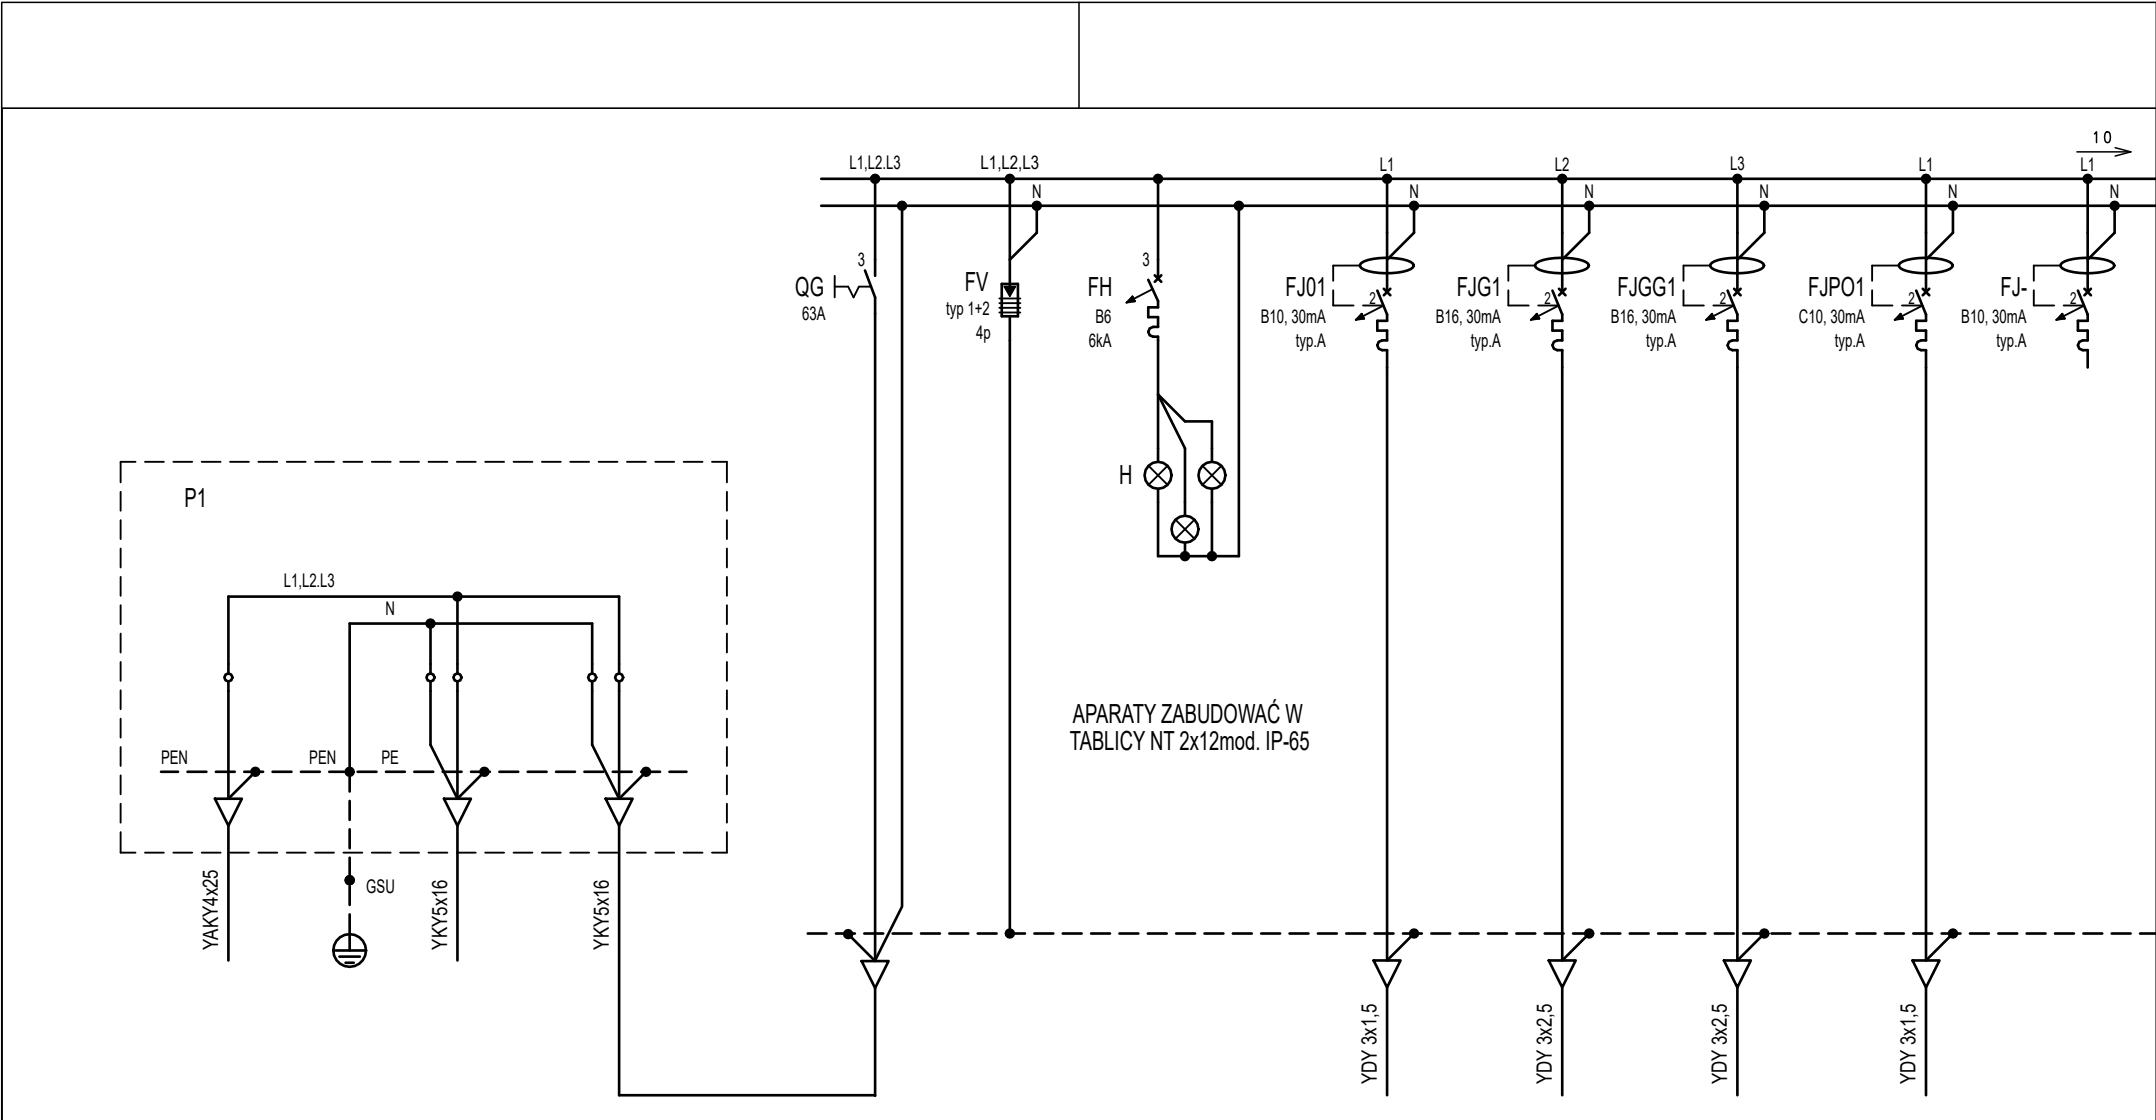 10
L1,L2.L3
L1,L2,L3
L1
L2
L3
L1
L1
N
N
N
N
N
N
3
QG
63A
FV
typ 1+2
4p
3
FH
B6
6kA
FJ01
B10, 30mA
typ.A
2
FJG1
B16, 30mA
typ.A
2
FJGG1
B16, 30mA
typ.A
2
FJPO1
C10, 30mA
typ.A
2
FJ-
B10, 30mA
typ.A
2
H
P1
L1,L2.L3
N
APARATY ZABUDOWAĆ W
TABLICY NT 2x12mod. IP-65
PEN
PEN
PE
YAKY4x25
GSU
YKY5x16
YKY5x16
YDY 3x1,5
YDY 3x2,5
YDY 3x2,5
YDY 3x1,5